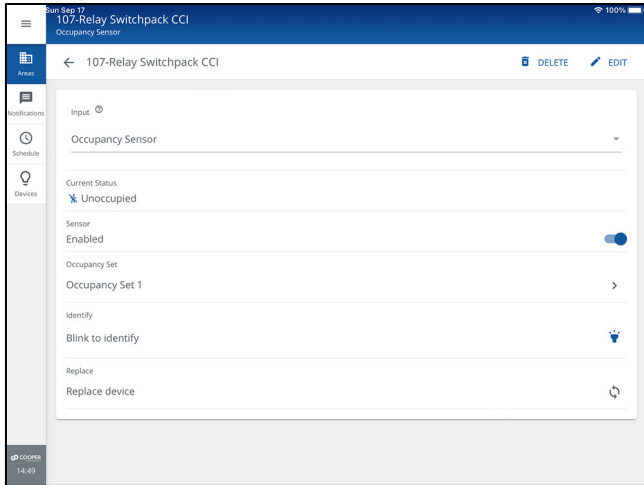 Sun Sep 17
100%
107-Relay Switchpack CCI
Occupancy Sensor
107-Relay Switchpack CCI
DELETE
EDIT
Areas
Notifications
Schedule
Devices
Input
Occupancy Sensor
Current Status
Unoccupied
Sensor
Enabled
Occupancy Set
Occupancy Set 1
Identify
Blink to identify
Replace
Replace device
COOPER
14:49